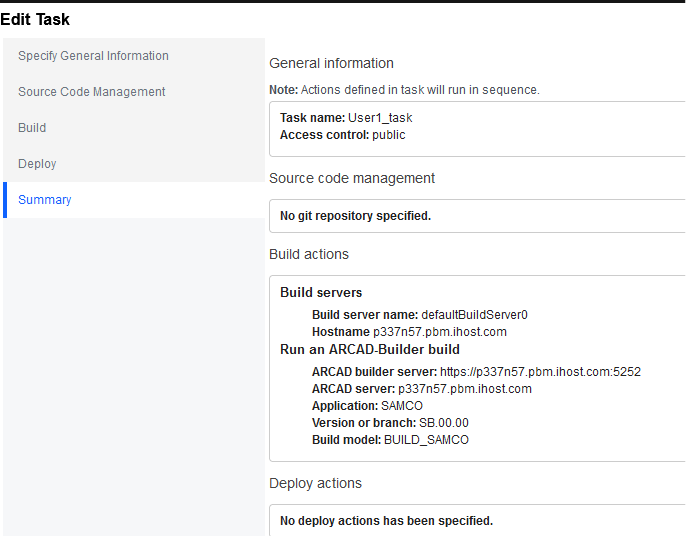 Edit Task
Specify General Information
Source Code Management
Build
Deploy
Summary
General information
Note: Actions defined in task will run in sequence.
Task name: User1_task
Access control: public
Source code management
No git repository specified.
Build actions
Build servers
Build server name: defaultBuildServer0
Hostname p337n57.pbm.ihost.com
Run an ARCAD-Builder build
ARCAD builder server: https://p337n57.pbm.ihost.com:5252
ARCAD server: p337n57.pbm.ihost.com
Application: SAMCO
Version or branch: SB.00.00
Build model: BUILD_SAMCO
Deploy actions
No deploy actions has been specified.